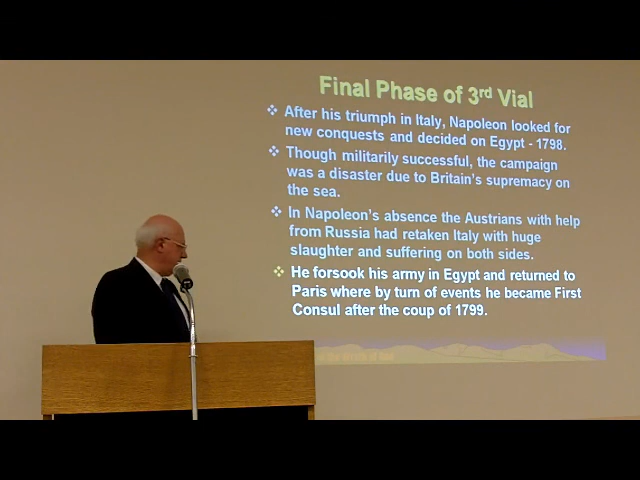 Final Phase of 3rd Vial
❖ After his triumph in Italy, Napoleon looked for
new conquests and decided on Egypt - 1798.
❖ Though militarily successful, the campaign
was a disaster due to Britain's supremacy on
the sea.
❖ In Napoleon's absence the Austrians with help
from Russia had retaken Italy with huge
slaughter and suffering on both sides.
❖ He forsook his army in Egypt and returned to
Paris where by turn of events he became First
Consul after the coup of 1799.
the Wrath of God